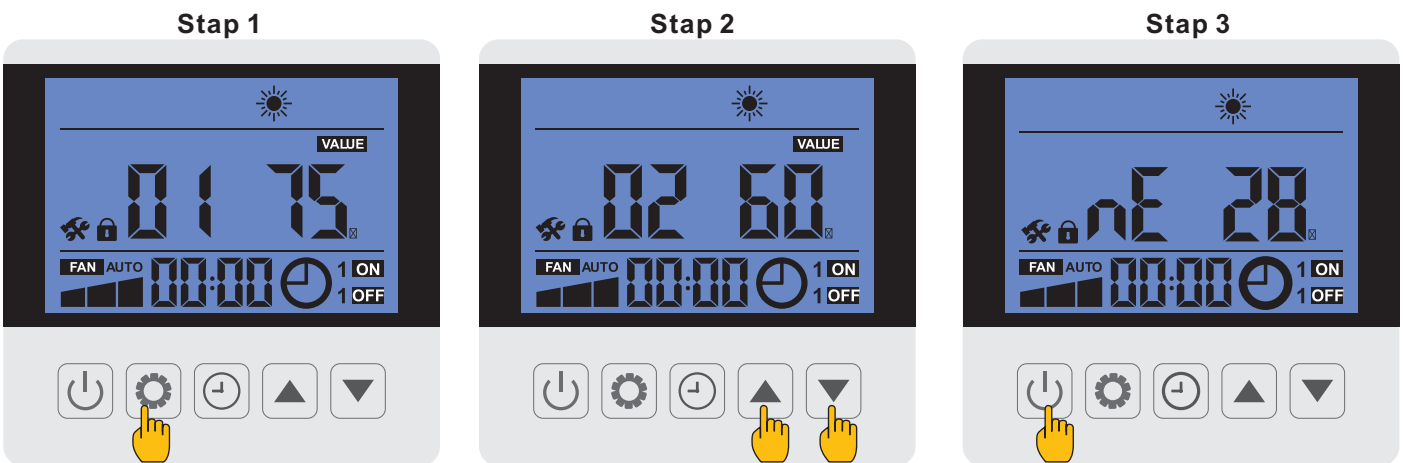 Stap 1
VALUE
01 75
FAN AUTO 00:00 1 ON
1 OFF
Stap 2
VALUE
02 60
FAN AUTO 00:00 1 ON
1 OFF
Stap 3
nE 28
FAN AUTO 00:00 1 ON
1 OFF